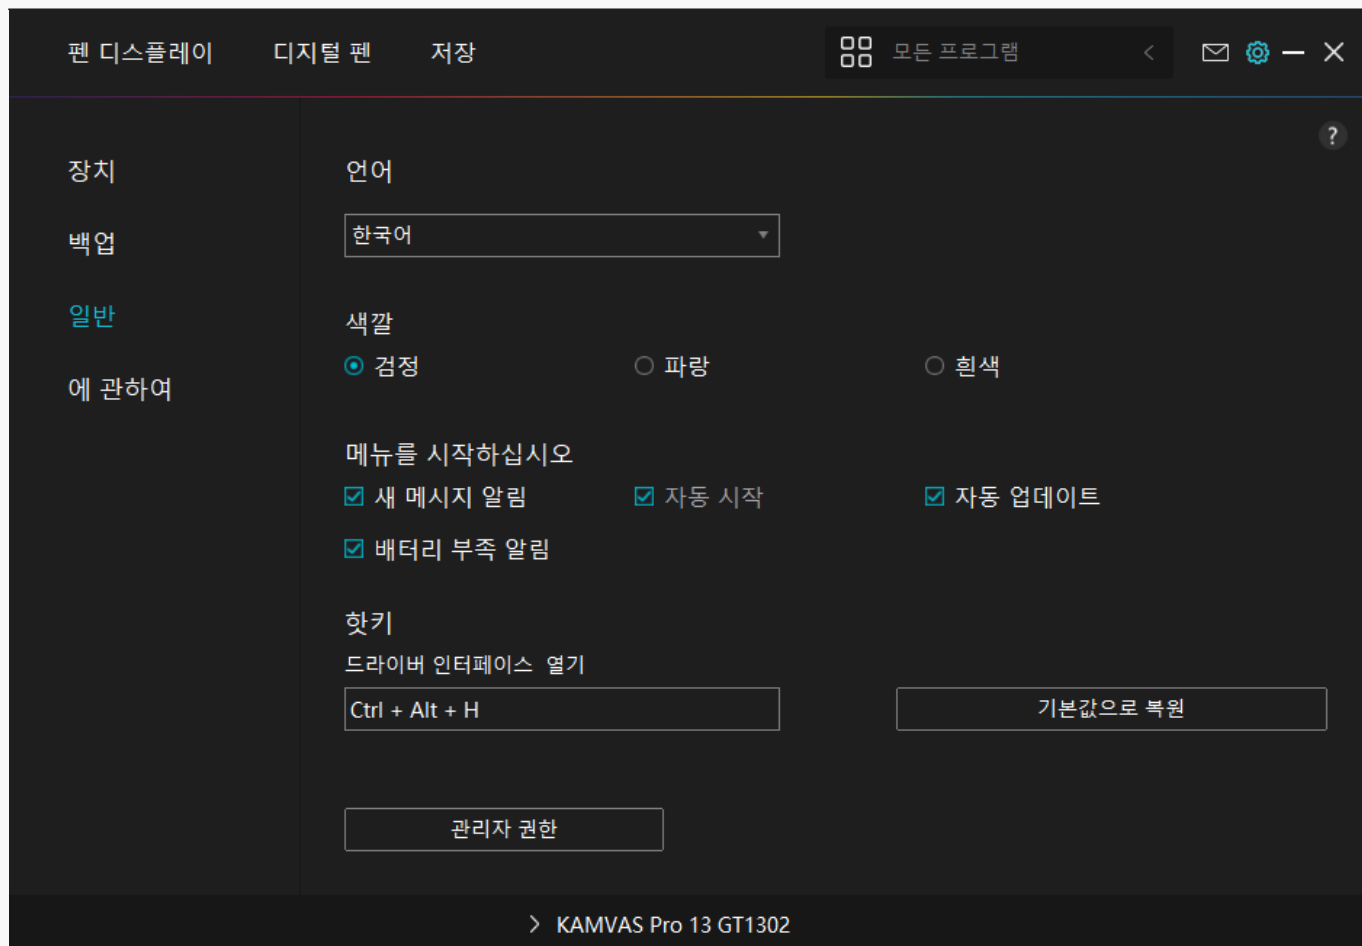 펜 디스플레이 디지털 펜 저장 모든 프로그램
?
장치
백업
일반
에 관하여
언어
한국어
색깔
검정 파랑 흰색
메뉴를 시작하십시오
새 메시지 알림 자동 시작 자동 업데이트
배터리 부족 알림
핫키
드라이버 인터페이스 열기
Ctrl + Alt + H 기본값으로 복원
관리자 권한
> KAMVAS Pro 13 GT1302